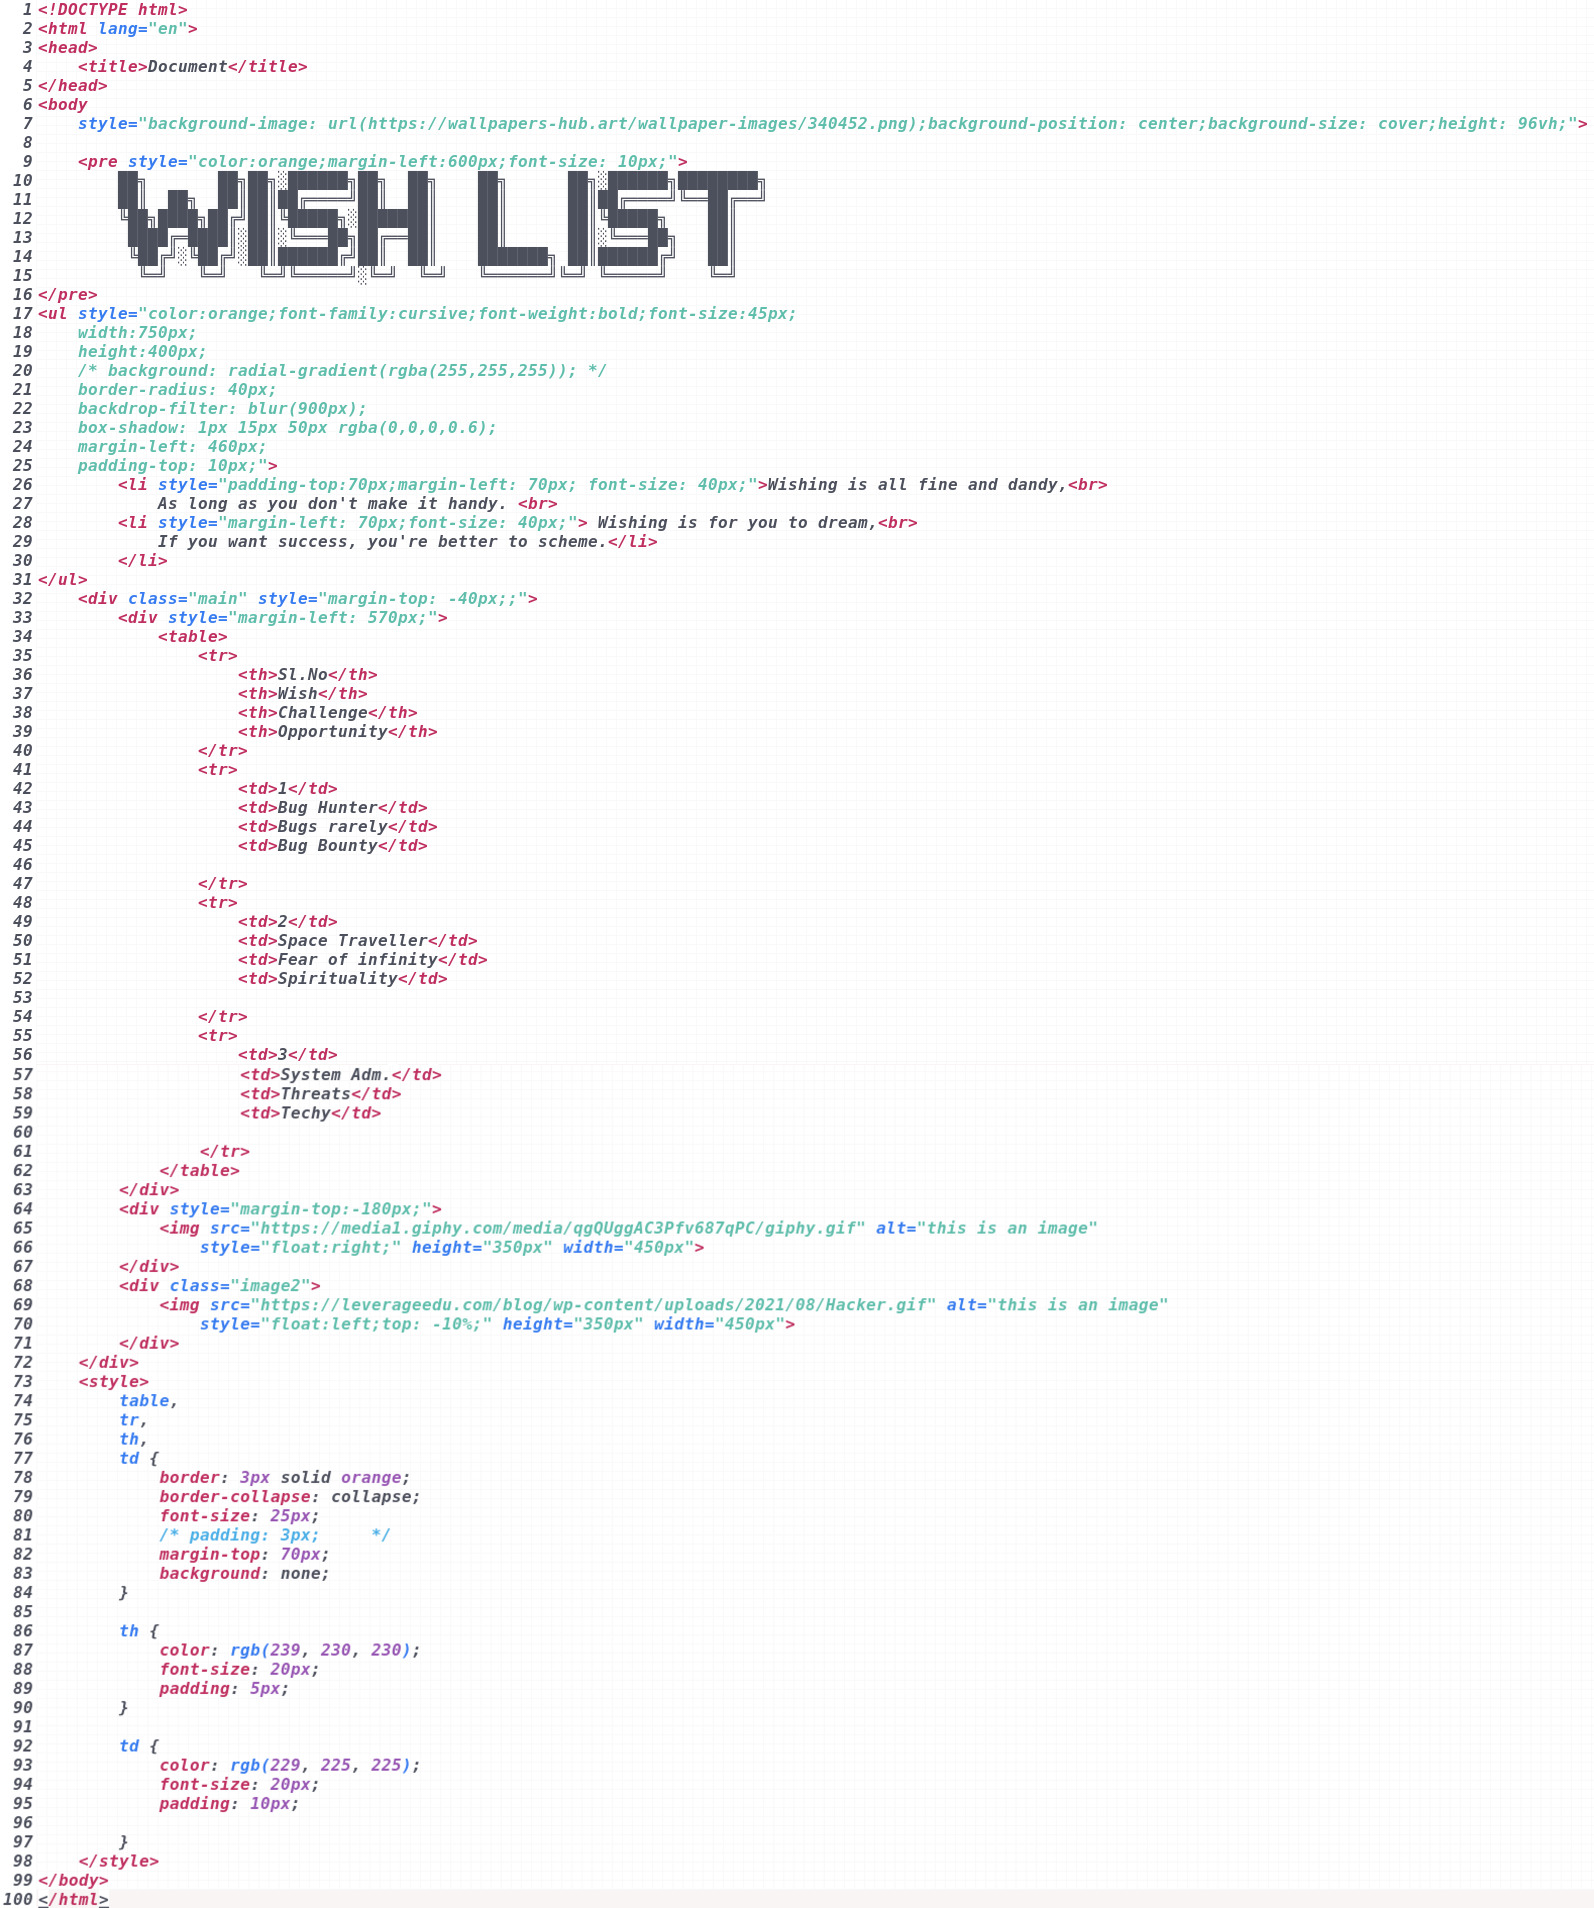 1 <!DOCTYPE html>
2 <html lang="en">
3 <head>
4     <title>Document</title>
5 </head>
6 <body
7     style="background-image: url(https://wallpapers-hub.art/wallpaper-images/340452.png);background-position: center;background-size: cover;height: 96vh;">
8
9     <pre style="color:orange;margin-left:600px;font-size: 10px;">
10         ██╗       ██╗██╗░██████╗██╗  ██╗    ██╗      ██╗░██████╗████████╗
11         ██║  ██╗  ██║██║██╔════╝██║  ██║    ██║      ██║██╔════╝╚══██╔══╝
12         ╚██╗████╗██╔╝██║╚█████╗░███████║    ██║      ██║╚█████╗    ██║
13          ████╔═████║░██║░╚═══██╗██╔══██║    ██║      ██║░╚═══██╗   ██║
14          ╚██╔╝░╚██╔╝░██║██████╔╝██║  ██║    ███████╗ ██║██████╔╝   ██║
15           ╚═╝   ╚═╝   ╚═╝╚═════╝░╚═╝  ╚═╝   ╚══════╝╚═╝ ╚═════╝    ╚═╝
16 </pre>
17 <ul style="color:orange;font-family:cursive;font-weight:bold;font-size:45px;
18     width:750px;
19     height:400px;
20     /* background: radial-gradient(rgba(255,255,255)); */
21     border-radius: 40px;
22     backdrop-filter: blur(900px);
23     box-shadow: 1px 15px 50px rgba(0,0,0,0.6);
24     margin-left: 460px;
25     padding-top: 10px;">
26         <li style="padding-top:70px;margin-left: 70px; font-size: 40px;">Wishing is all fine and dandy,<br>
27             As long as you don't make it handy. <br>
28         <li style="margin-left: 70px;font-size: 40px;"> Wishing is for you to dream,<br>
29             If you want success, you're better to scheme.</li>
30         </li>
31 </ul>
32     <div class="main" style="margin-top: -40px;;">
33         <div style="margin-left: 570px;">
34             <table>
35                 <tr>
36                     <th>Sl.No</th>
37                     <th>Wish</th>
38                     <th>Challenge</th>
39                     <th>Opportunity</th>
40                 </tr>
41                 <tr>
42                     <td>1</td>
43                     <td>Bug Hunter</td>
44                     <td>Bugs rarely</td>
45                     <td>Bug Bounty</td>
46
47                 </tr>
48                 <tr>
49                     <td>2</td>
50                     <td>Space Traveller</td>
51                     <td>Fear of infinity</td>
52                     <td>Spirituality</td>
53
54                 </tr>
55                 <tr>
56                     <td>3</td>
57                     <td>System Adm.</td>
58                     <td>Threats</td>
59                     <td>Techy</td>
60
61                 </tr>
62             </table>
63         </div>
64         <div style="margin-top:-180px;">
65             <img src="https://media1.giphy.com/media/qgQUggAC3Pfv687qPC/giphy.gif" alt="this is an image"
66                 style="float:right;" height="350px" width="450px">
67         </div>
68         <div class="image2">
69             <img src="https://leverageedu.com/blog/wp-content/uploads/2021/08/Hacker.gif" alt="this is an image"
70                 style="float:left;top: -10%;" height="350px" width="450px">
71         </div>
72     </div>
73     <style>
74         table,
75         tr,
76         th,
77         td {
78             border: 3px solid orange;
79             border-collapse: collapse;
80             font-size: 25px;
81             /* padding: 3px;     */
82             margin-top: 70px;
83             background: none;
84         }
85
86         th {
87             color: rgb(239, 230, 230);
88             font-size: 20px;
89             padding: 5px;
90         }
91
92         td {
93             color: rgb(229, 225, 225);
94             font-size: 20px;
95             padding: 10px;
96
97         }
98     </style>
99 </body>
100 </html>